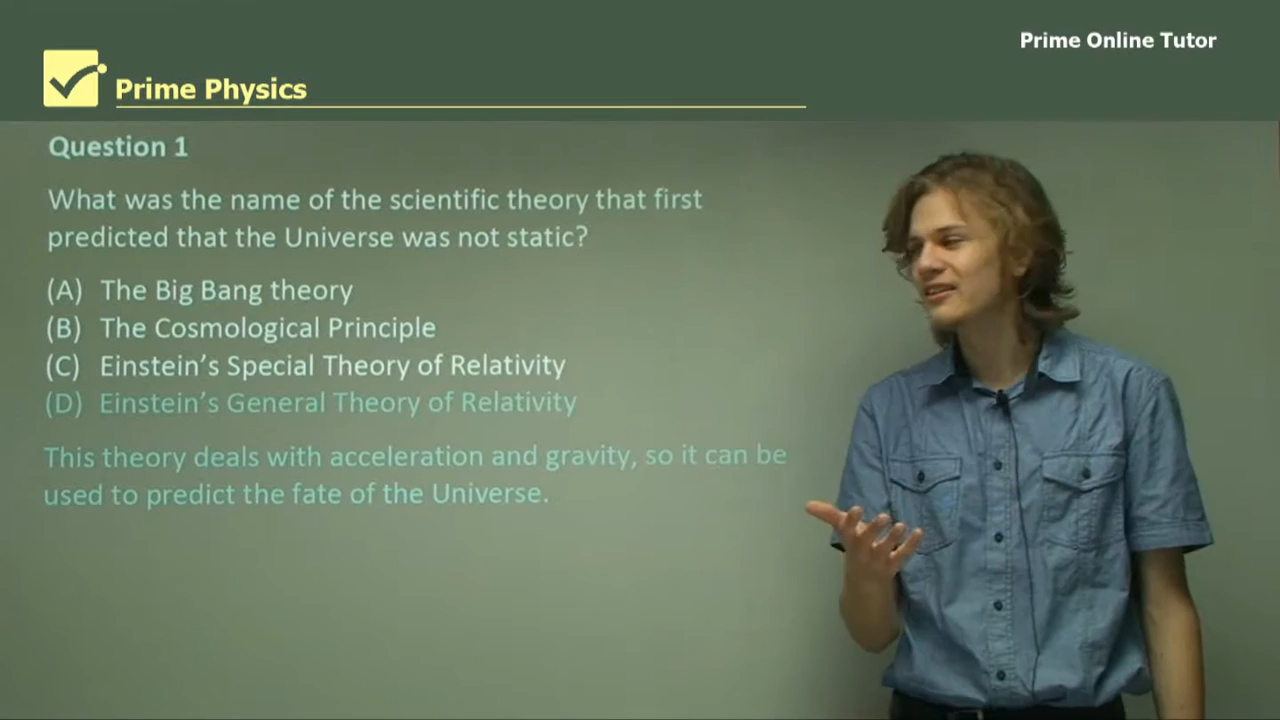 Prime Online Tutor
Prime Physics
Question 1
What was the name of the scientific theory that first
predicted that the Universe was not static?
(A) The Big Bang theory
(B) The Cosmological Principle
(C) Einstein’s Special Theory of Relativity
(D) Einstein’s General Theory of Relativity
This theory deals with acceleration and gravity, so it can be
used to predict the fate of the Universe.